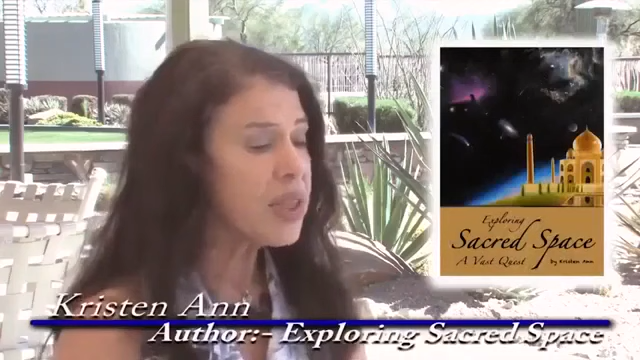 Exploring
Sacred Space
A Vast Quest
by Kristen Ann
Kristen Ann
Author:- Exploring Sacred Space